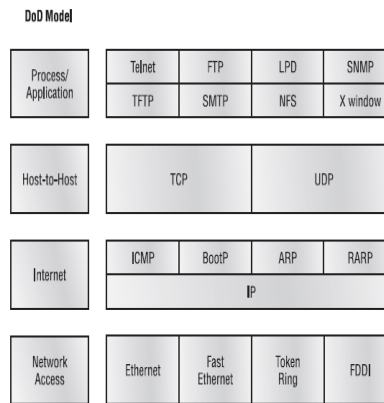 DoD Model
Process/
Application
Telnet FTP LPD SNMP
TFTP SMTP NFS X window
Host-to-Host
TCP UDP
Internet
ICMP BootP ARP RARP
IP
Network
Access
Ethernet
Fast
Ethernet
Token
Ring
FDDI